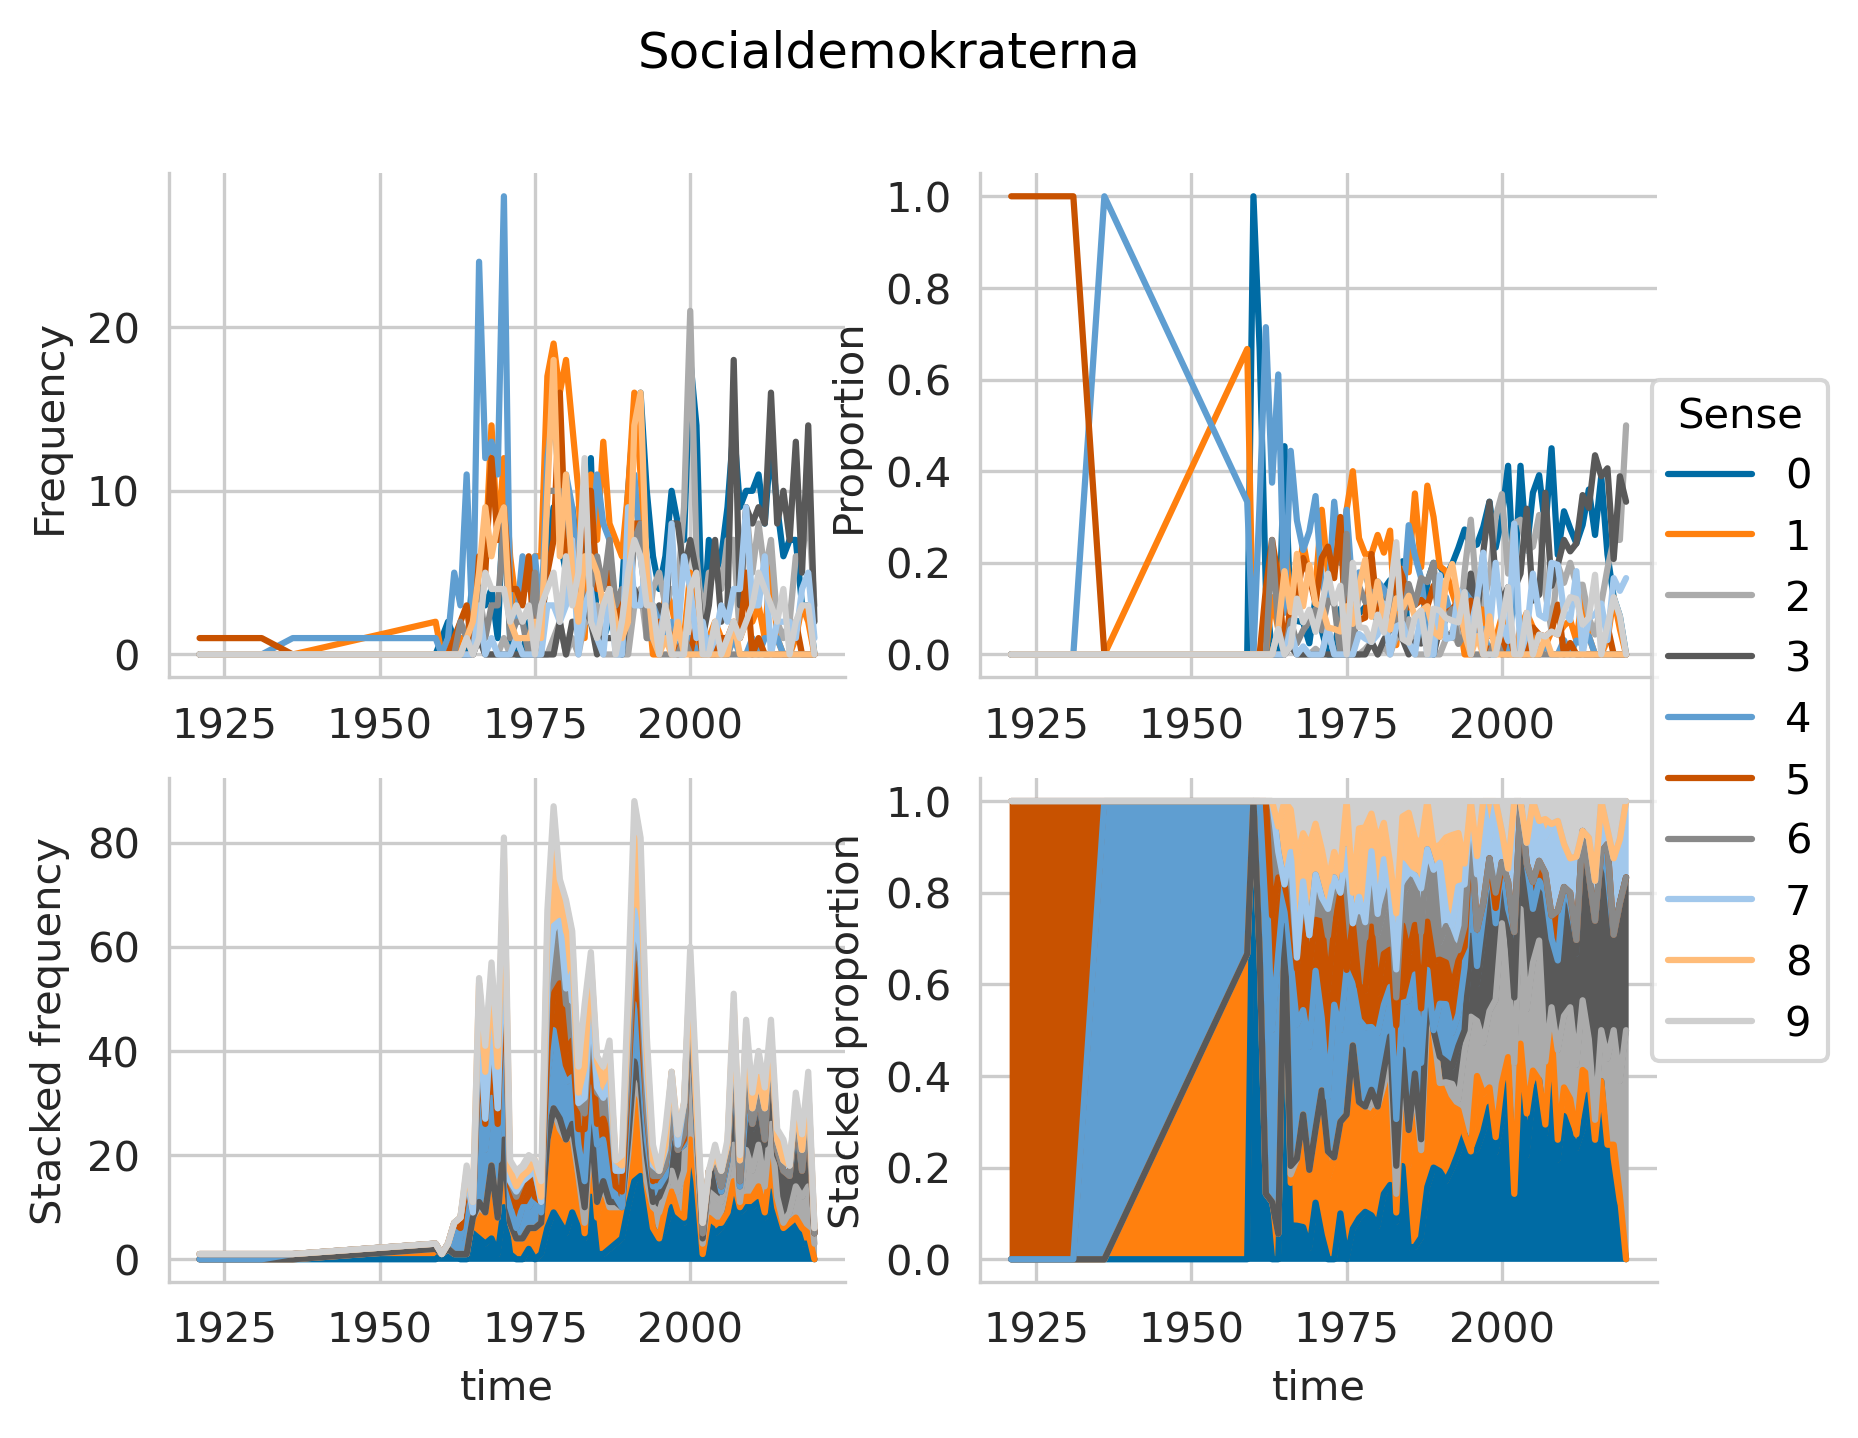 Socialdemokraterna
Frequency
20
10
0
1925 1950 1975 2000
Proportion
1.0
0.8
0.6
0.4
0.2
0.0
1925 1950 1975 2000
Stacked frequency
80
60
40
20
0
1925 1950 1975 2000
time
Stacked proportion
1.0
0.8
0.6
0.4
0.2
0.0
1925 1950 1975 2000
time
Sense
0
1
2
3
4
5
6
7
8
9